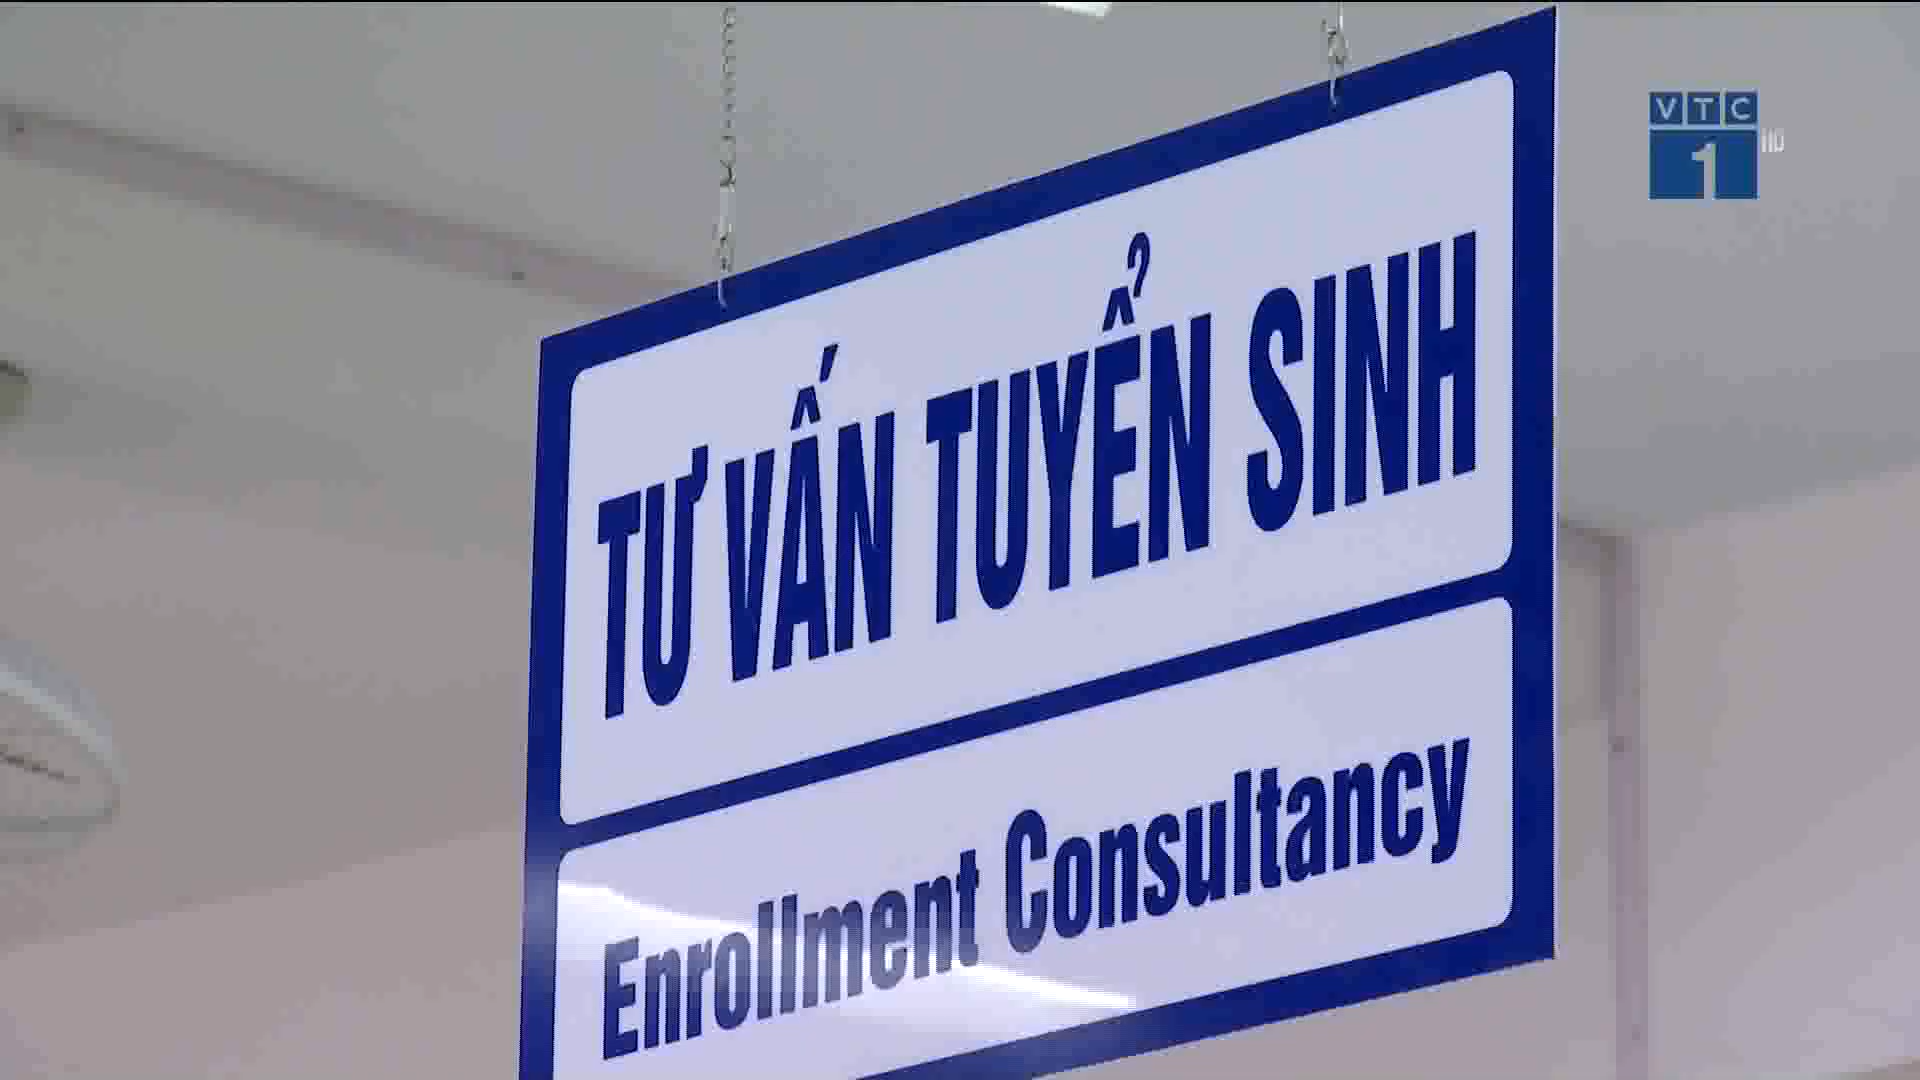 VTC
1 HD
TƯ VẤN TUYỂN SINH
Enrollment Consultancy